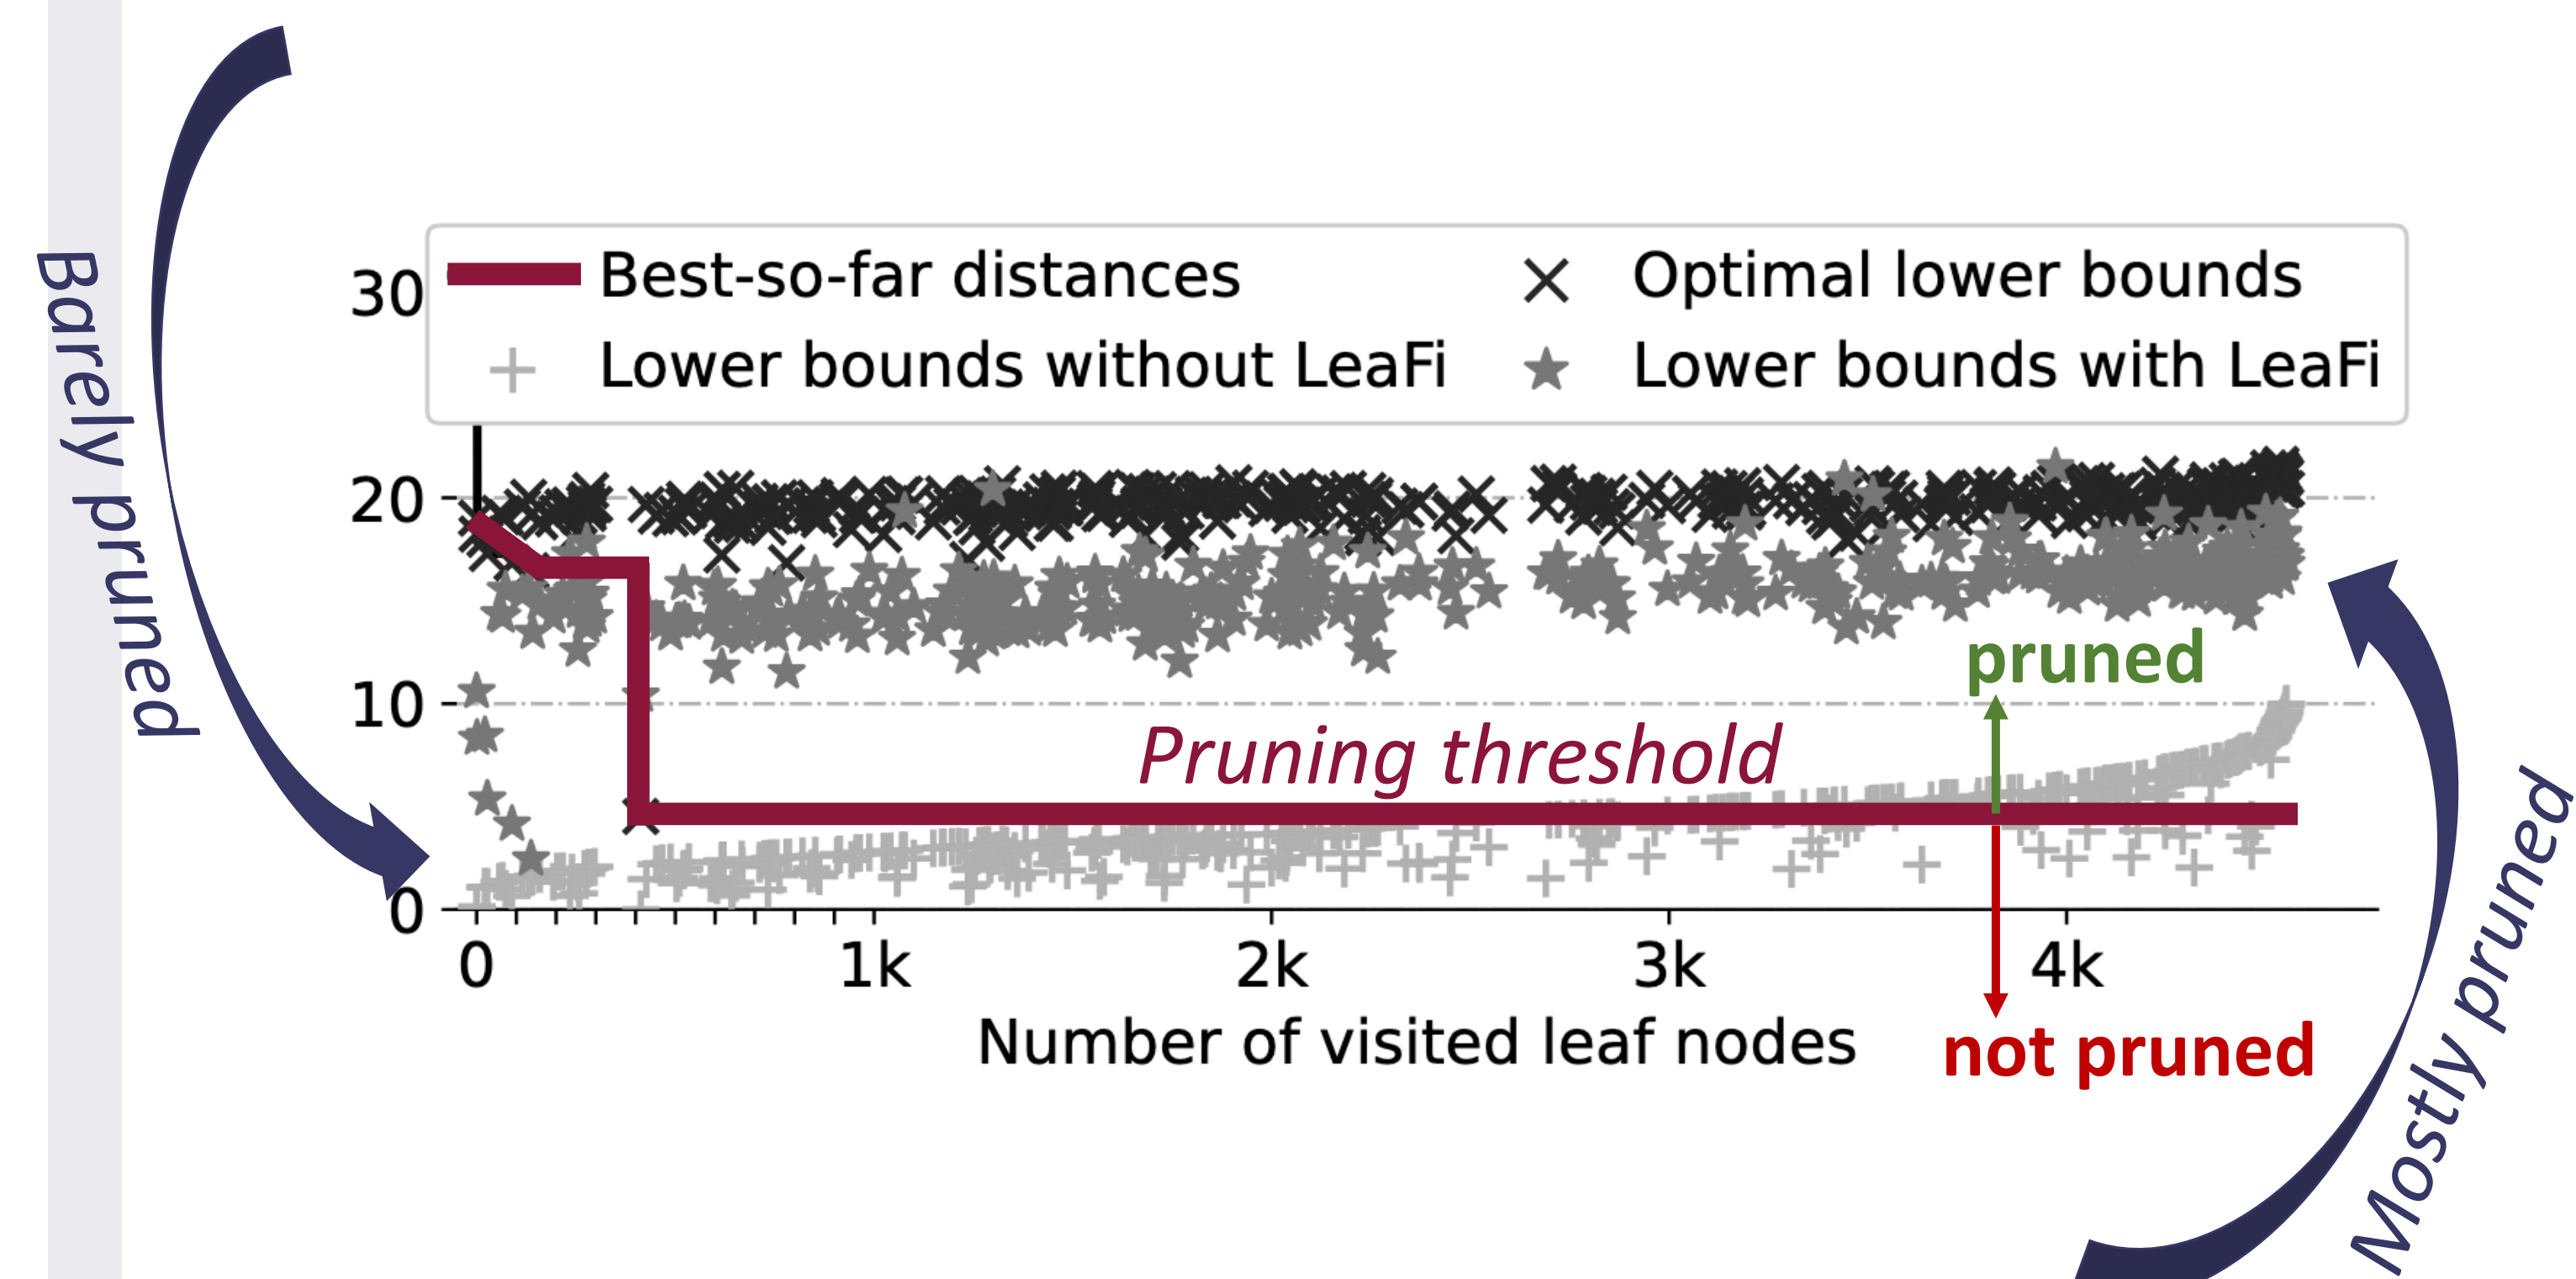 Barely pruned
30
Best-so-far distances
Optimal lower bounds
Lower bounds without LeaFi
Lower bounds with LeaFi
20
pruned
10
Pruning threshold
0
0
1k
2k
3k
4k
Number of visited leaf nodes
not pruned
Mostly pruned